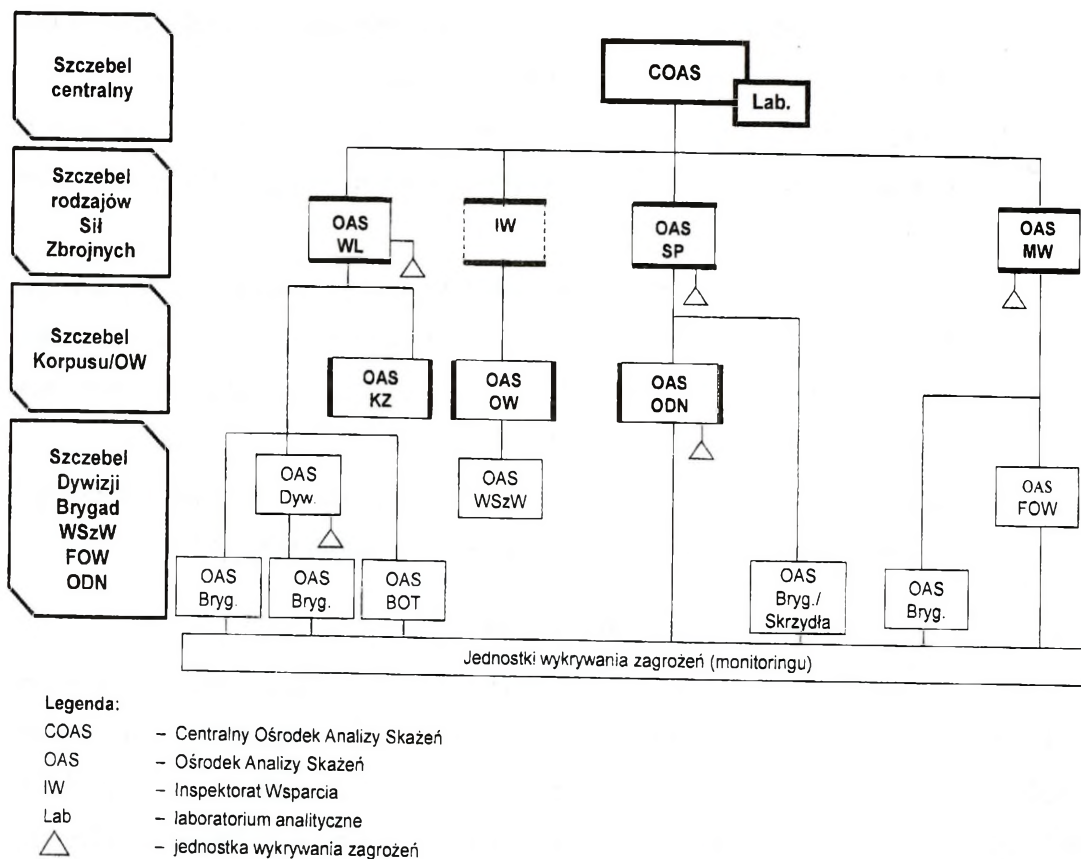 Szczebel
centralny
COAS
Lab.
Szczebel
rodzajów
Sił
Zbrojnych
OAS
WL
IW
OAS
SP
OAS
MW
Szczebel
Korpusu/OW
OAS
KZ
OAS
OW
OAS
ODN
Szczebel
Dywizji
Brygad
WSzW
FOW
ODN
OAS
Dyw.
OAS
WSzW
OAS
FOW
OAS
Bryg.
OAS
Bryg.
OAS
BOT
OAS
Bryg./
Skrzydła
OAS
Bryg.
Jednostki wykrywania zagrożeń (monitoringu)
Legenda:
COAS – Centralny Ośrodek Analizy Skażeń
OAS – Ośrodek Analizy Skażeń
IW – Inspektorat Wsparcia
Lab – laboratorium analityczne
– jednostka wykrywania zagrożeń